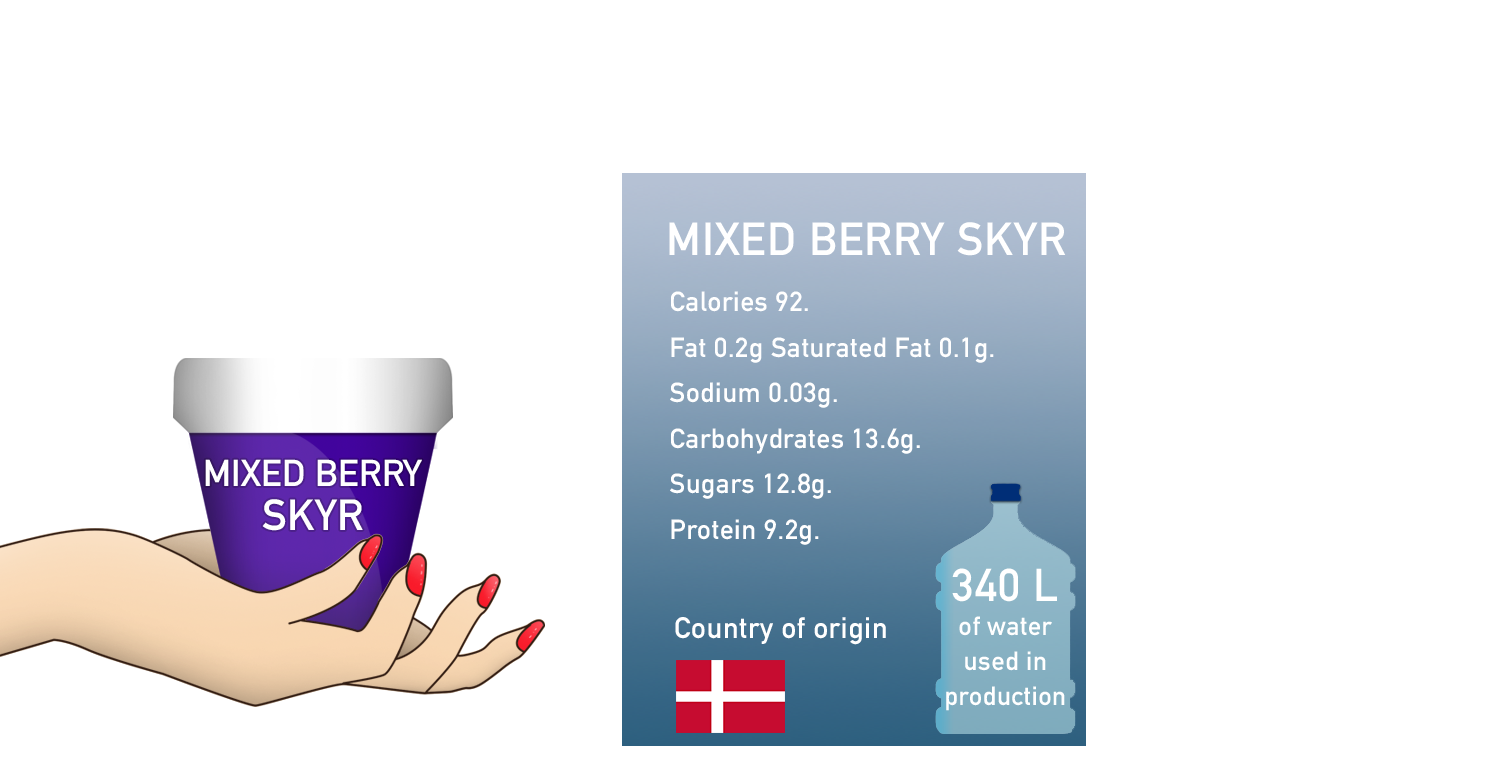 MIXED BERRY
SKYR
MIXED BERRY SKYR
Calories 92.
Fat 0.2g Saturated Fat 0.1g.
Sodium 0.03g.
Carbohydrates 13.6g.
Sugars 12.8g.
Protein 9.2g.
Country of origin
340 L
of water
used in
production